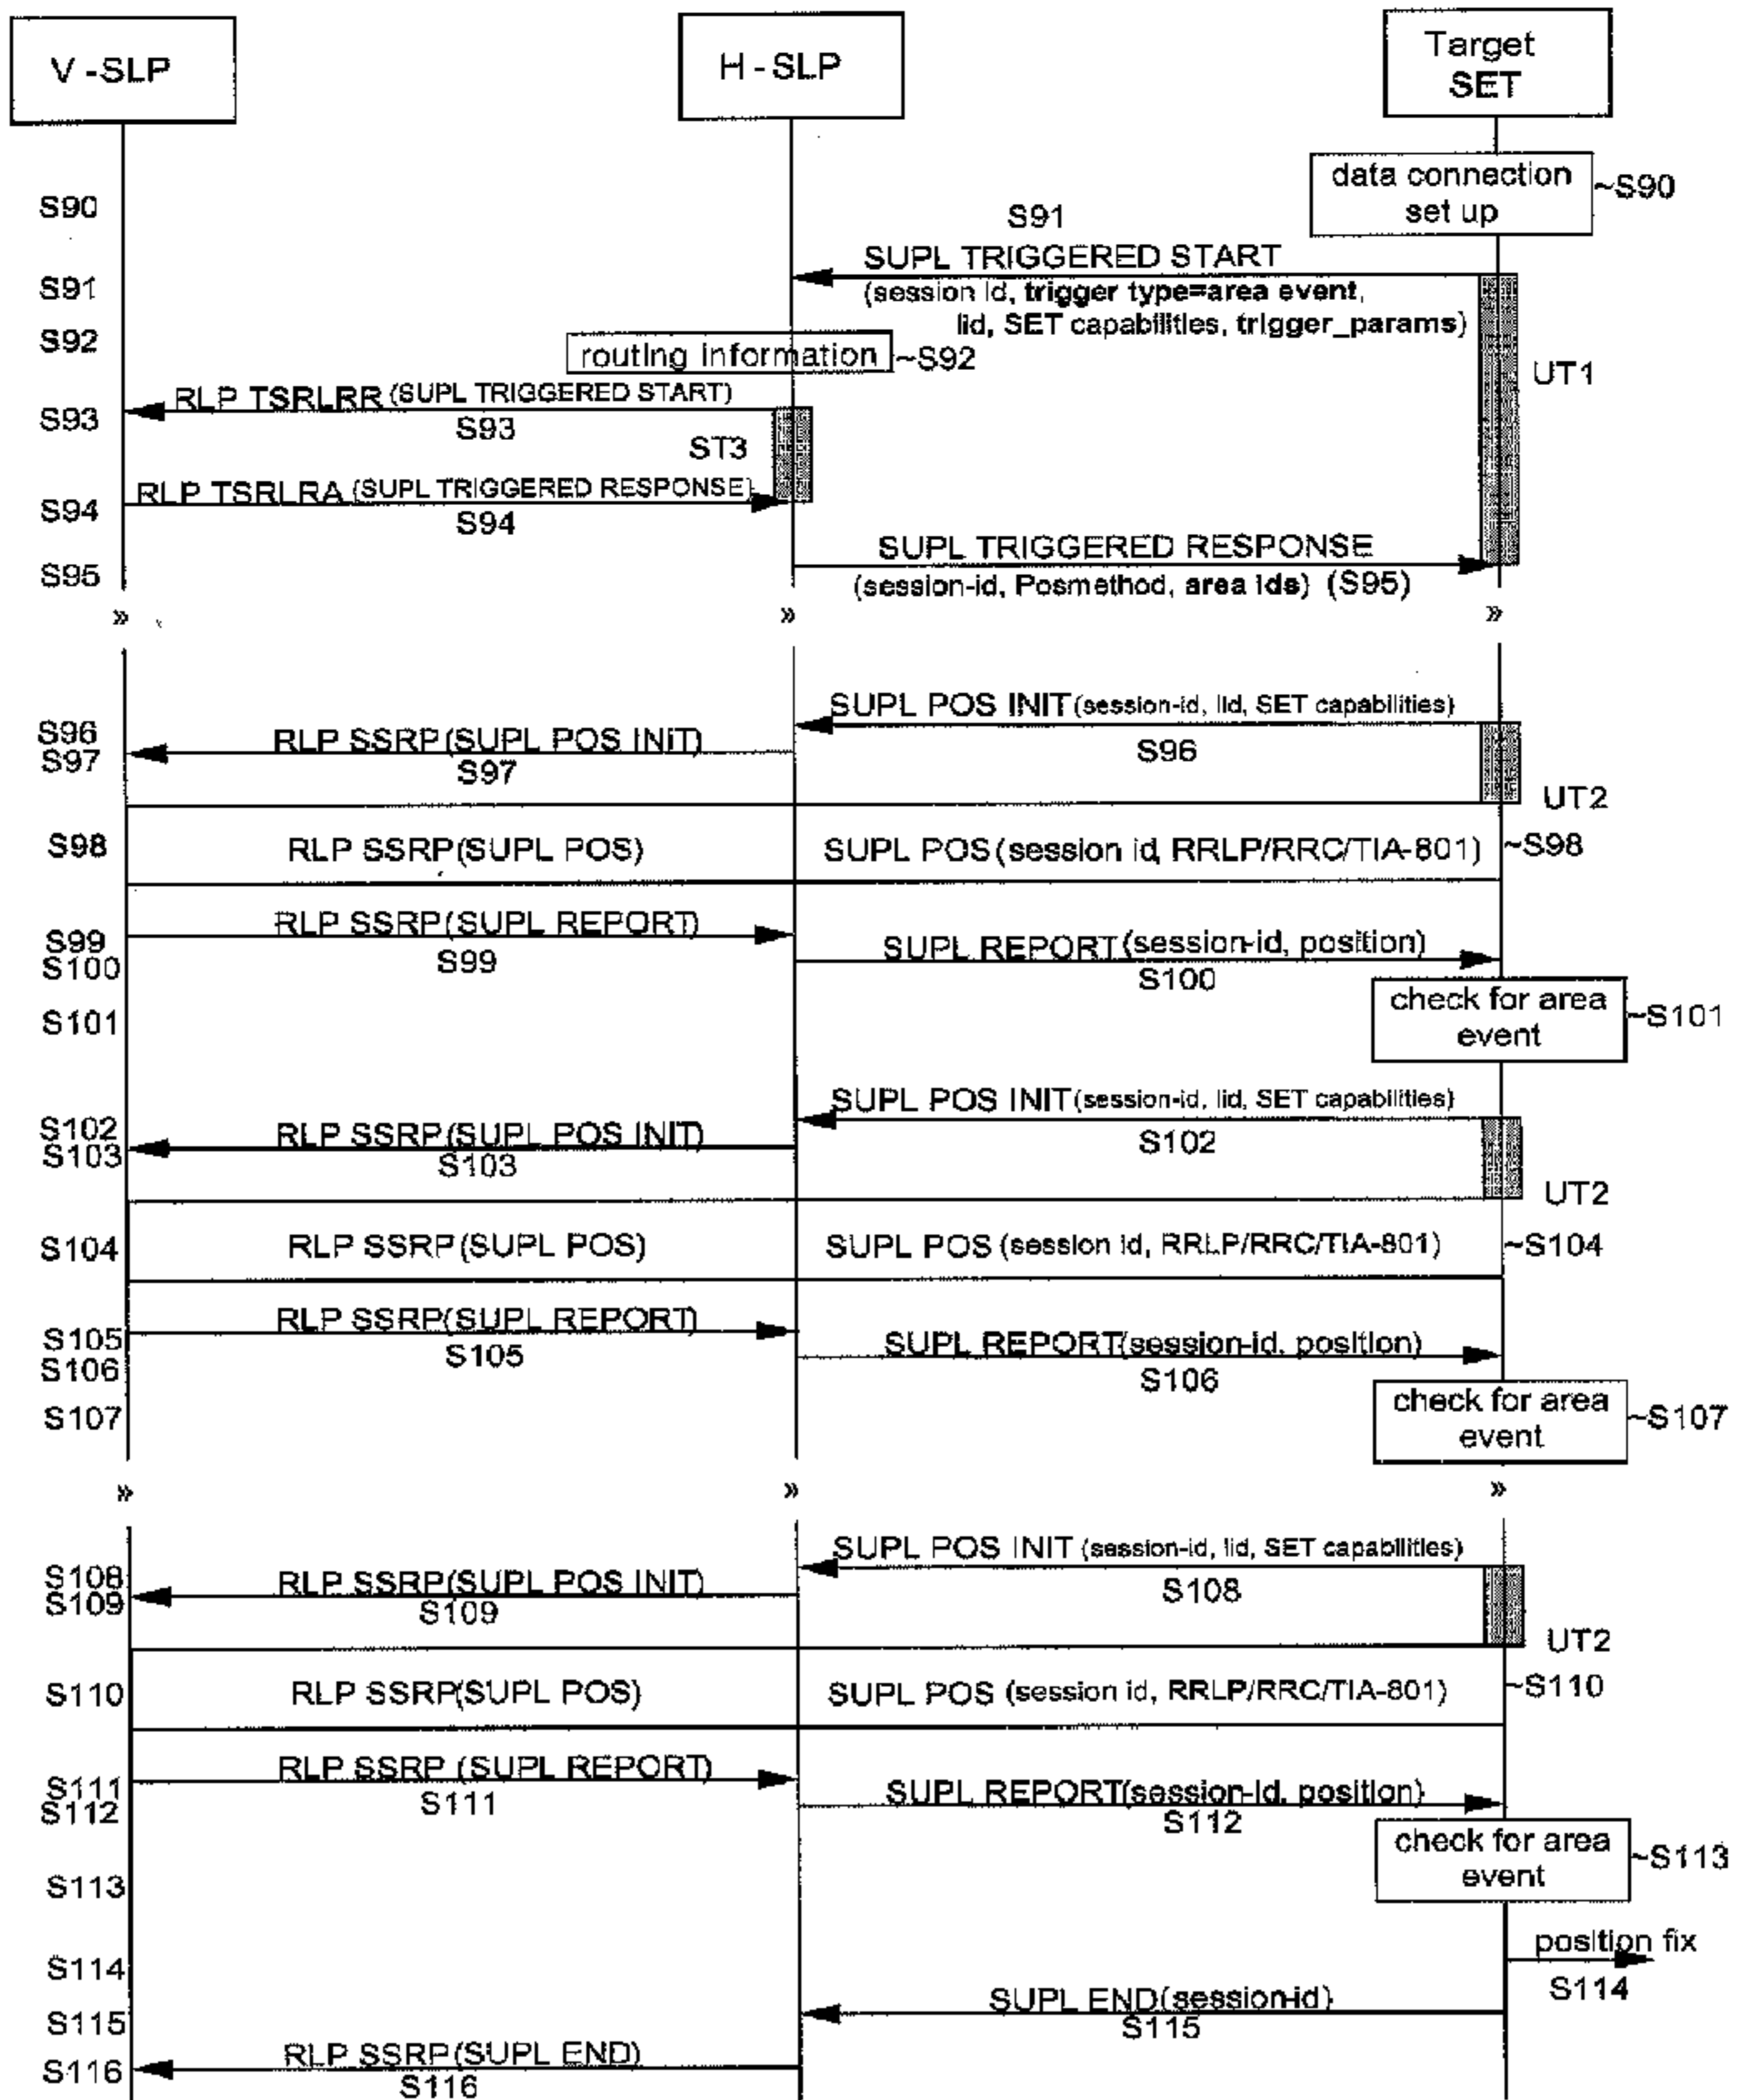 V -SLP
H - SLP
Target
SET
data connection
set up
~S90
S90
S91
SUPL TRIGGERED START
S91
(session id, trigger type=area event,
lid, SET capabilities, trigger_params)
S92
routing information
~S92
UT1
RLP TSRLRR (SUPL TRIGGERED START)
S93
S93
ST3
RLP TSRLRA (SUPL TRIGGERED RESPONSE)
S94
S94
SUPL TRIGGERED RESPONSE
S95
(session-id, Posmethod, area ids) (S95)
»
»
»
SUPL POS INIT (session-id, lid, SET capabilities)
S96
S96
RLP SSRP(SUPL POS INIT)
S97
S97
UT2
S98
RLP SSRP(SUPL POS)
SUPL POS (session id, RRLP/RRC/TIA-801)
~S98
RLP SSRP(SUPL REPORT)
S99
S99
SUPL REPORT(session-id, position)
S100
S100
check for area
event
S101
~S101
SUPL POS INIT (session-id, lid, SET capabilities)
S102
S102
RLP SSRP(SUPL POS INIT)
S103
S103
UT2
S104
RLP SSRP(SUPL POS)
SUPL POS (session id, RRLP/RRC/TIA-801)
~S104
RLP SSRP(SUPL REPORT)
S105
S105
SUPL REPORT(session-id, position)
S106
S106
check for area
event
S107
~S107
»
»
»
SUPL POS INIT (session-id, lid, SET capabilities)
S108
S108
RLP SSRP(SUPL POS INIT)
S109
S109
UT2
S110
RLP SSRP(SUPL POS)
SUPL POS (session id, RRLP/RRC/TIA-801)
~S110
RLP SSRP (SUPL REPORT)
S111
S111
SUPL REPORT(session-id, position)
S112
S112
check for area
event
~S113
S113
position fix
S114
S114
SUPL END(session-id)
S115
S115
RLP SSRP(SUPL END)
S116
S116